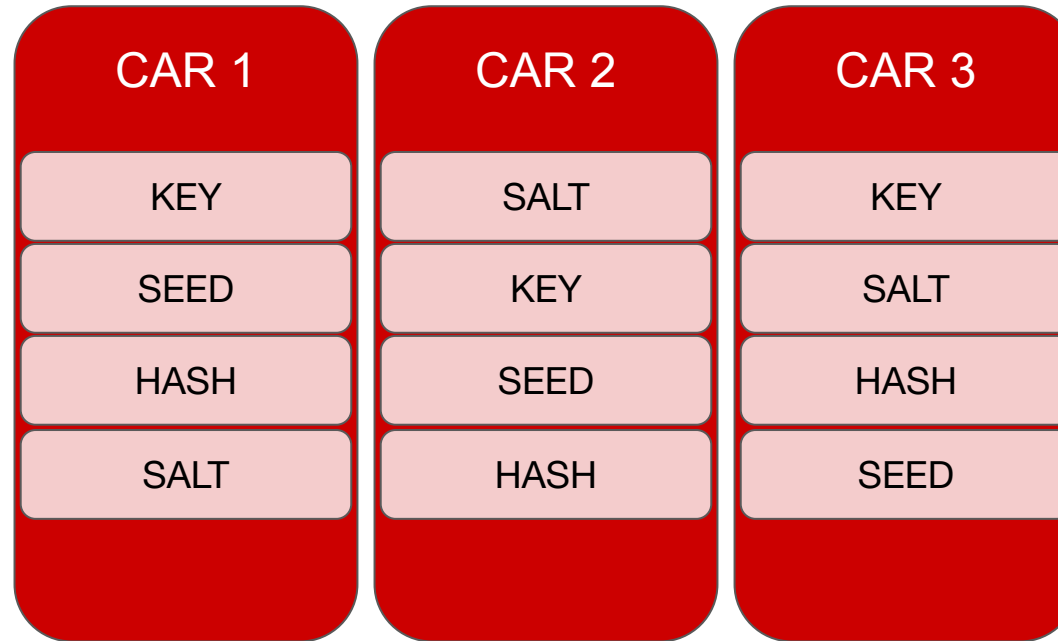 CAR 1
KEY
SEED
HASH
SALT
CAR 2
SALT
KEY
SEED
HASH
CAR 3
KEY
SALT
HASH
SEED